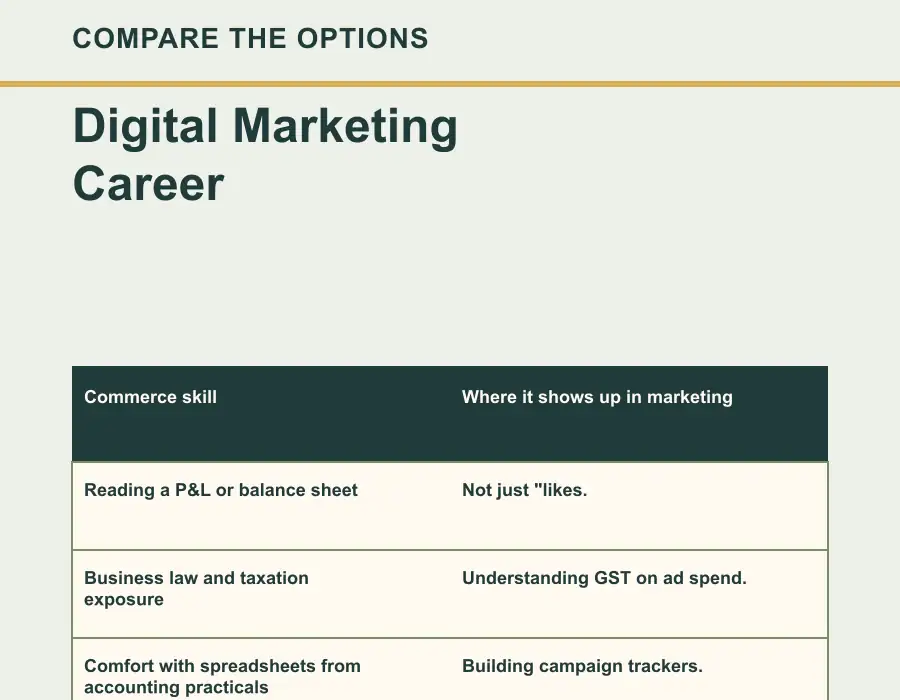 COMPARE THE OPTIONS
Digital Marketing
Career
Commerce skill
Where it shows up in marketing
Reading a P&L or balance sheet
Not just "likes.
Business law and taxation
exposure
Understanding GST on ad spend.
Comfort with spreadsheets from
accounting practicals
Building campaign trackers.